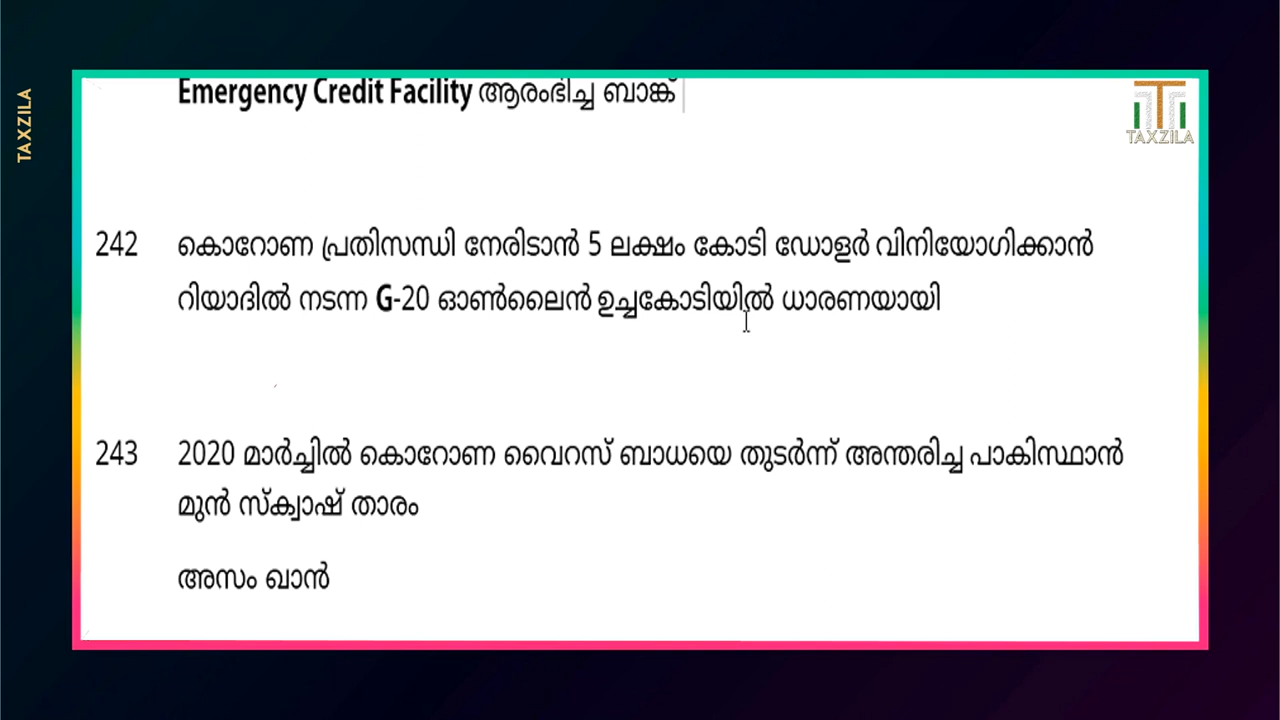 TAXZILA
Emergency Credit Facility ആരംഭിച്ച ബാങ്ക്
TAXZILA
242 കൊറോണ പ്രതിസന്ധി നേരിടാൻ 5 ലക്ഷം കോടി ഡോളർ വിനിയോഗിക്കാൻ
റിയാദിൽ നടന്ന G-20 ഓൺലൈൻ ഉച്ചകോടിയിൽ ധാരണയായി
243 2020 മാർച്ചിൽ കൊറോണ വൈറസ് ബാധയെ തുടർന്ന് അന്തരിച്ച പാകിസ്ഥാൻ
മുൻ സ്ക്വാഷ് താരം
അസം ഖാൻ